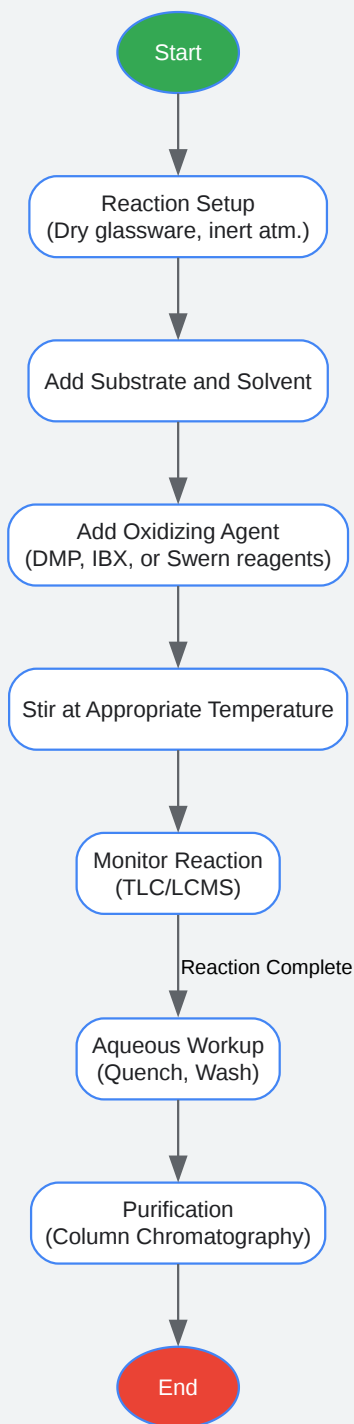 Start
Reaction Setup
(Dry glassware, inert atm.)
Add Substrate and Solvent
Add Oxidizing Agent
(DMP, IBX, or Swern reagents)
Stir at Appropriate Temperature
Monitor Reaction
(TLC/LCMS)
Reaction Complete
Aqueous Workup
(Quench, Wash)
Purification
(Column Chromatography)
End